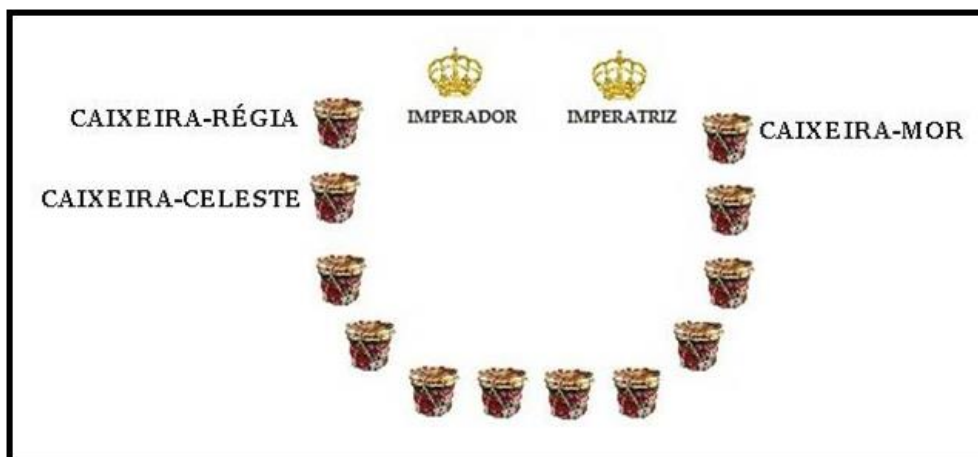 IMPERADOR
IMPERATRIZ
CAIXEIRA-RÉGIA
CAIXEIRA-MOR
CAIXEIRA-CELESTE